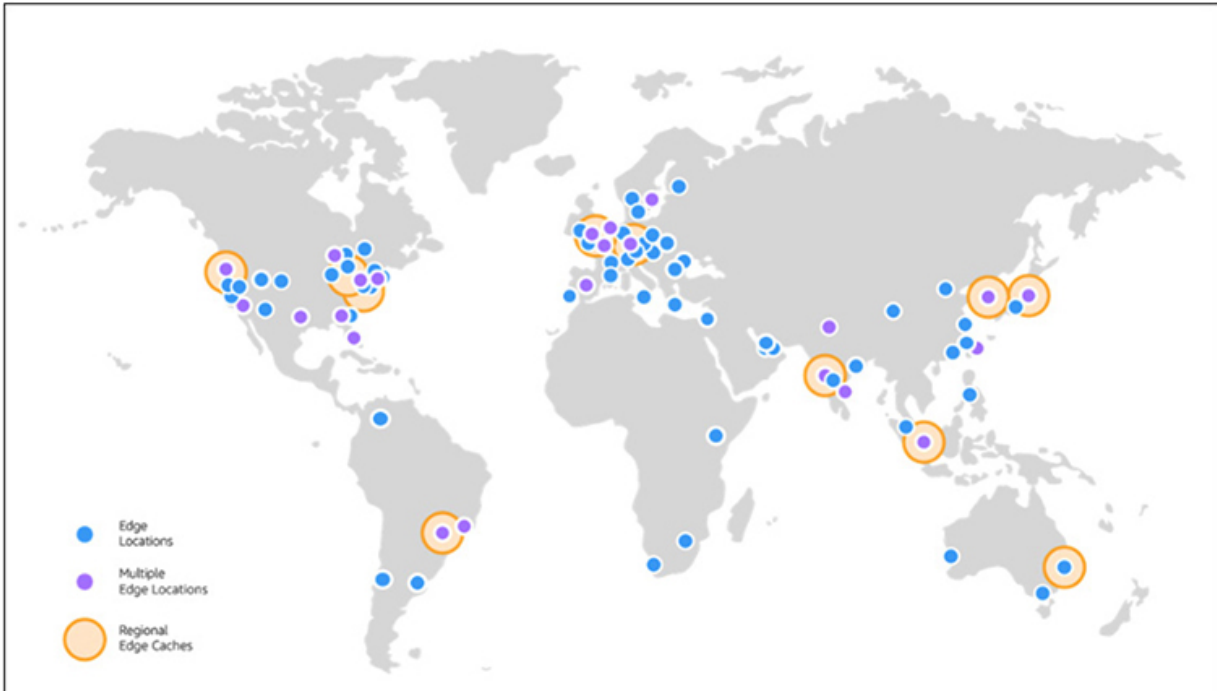 Edge
Locations
Multiple
Edge Locations
Regional
Edge Caches